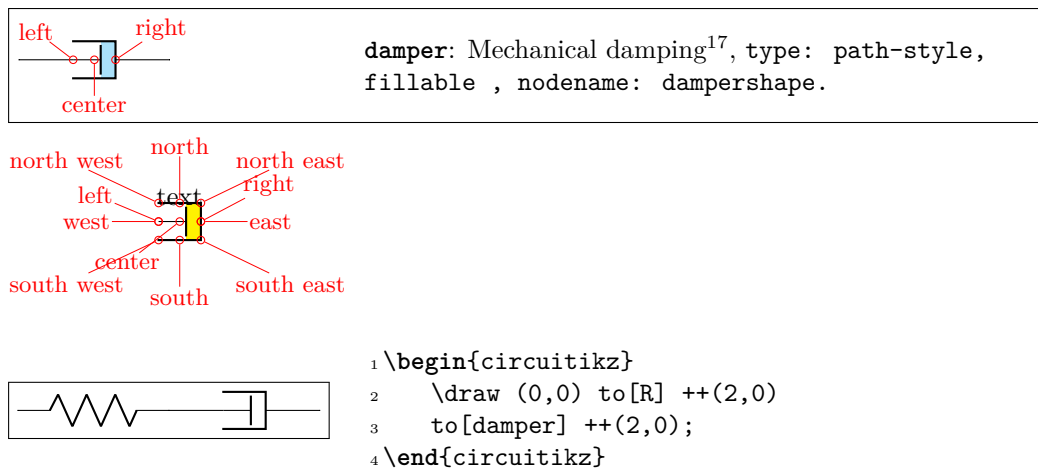 left
right
center
damper: Mechanical damping17, type: path-style,
fillable , nodename: dampershape.
north
north west
north east
text
right
left
west
east
center
south west
south east
south
1 \begin{circuitikz}
2 \draw (0,0) to[R] ++(2,0)
3 to[damper] ++(2,0);
4 \end{circuitikz}